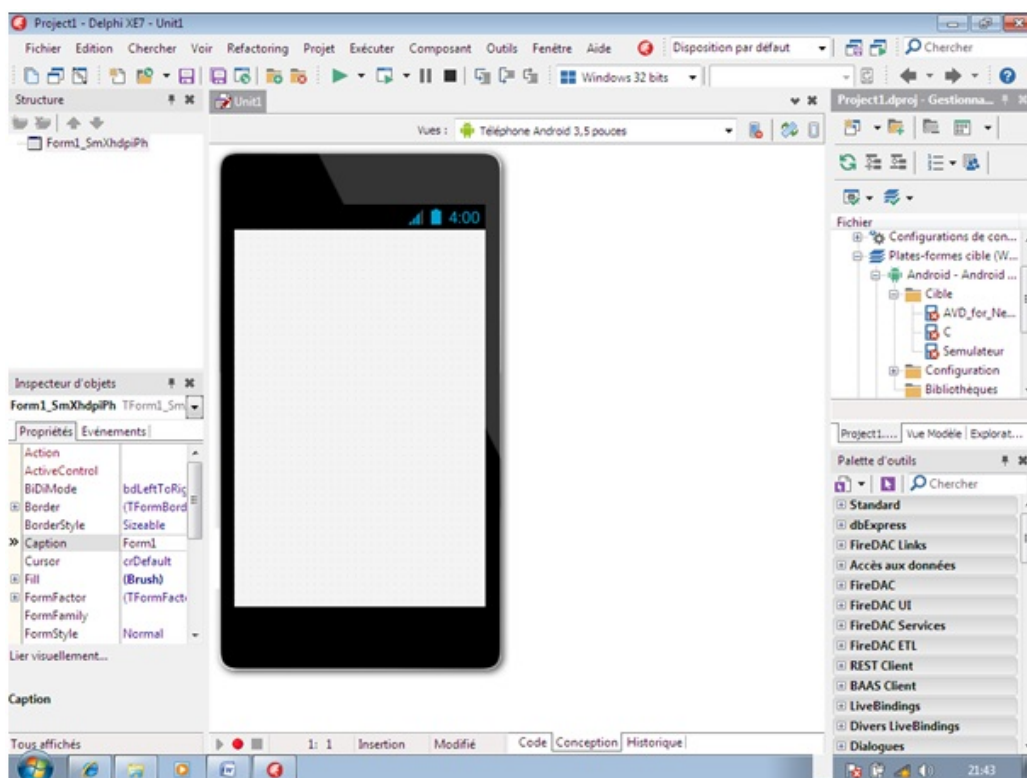 Project1 - Delphi XE7 - Unit1
Fichier Edition Chercher Voir Refactoring Projet Exécuter Composant Outils Fenêtre Aide Disposition par défaut Chercher
Windows 32 bits
Structure
Form1_SmXhdpiPh
Unit1
Vues : Téléphone Android 3,5 pouces
4:00
Inspecteur d'objets
Form1_SmXhdpiPh TForm1_Sm
Propriétés Evénements
Action
ActiveControl
BiDiMode bdLeftToRig
Border (TFormBord
BorderStyle Sizeable
Caption Form1
Cursor crDefault
Fill (Brush)
FormFactor (TFormFact
FormFamily
FormStyle Normal
Lier visuellement...
Caption
Tous affichés
1: 1 Insertion Modifié Code Conception Historique
Project1.dproj - Gestionna...
Fichier
Configurations de con...
Plates-formes cible (W...
Android - Android ...
Cible
AVD_for_Ne...
C
Semulateur
Configuration
Bibliothèques
Project1.... Vue Modèle Explorat...
Palette d'outils
Chercher
Standard
dbExpress
FireDAC Links
Accès aux données
FireDAC
FireDAC UI
FireDAC Services
FireDAC ETL
REST Client
BAAS Client
LiveBindings
Divers LiveBindings
Dialogues
21:43